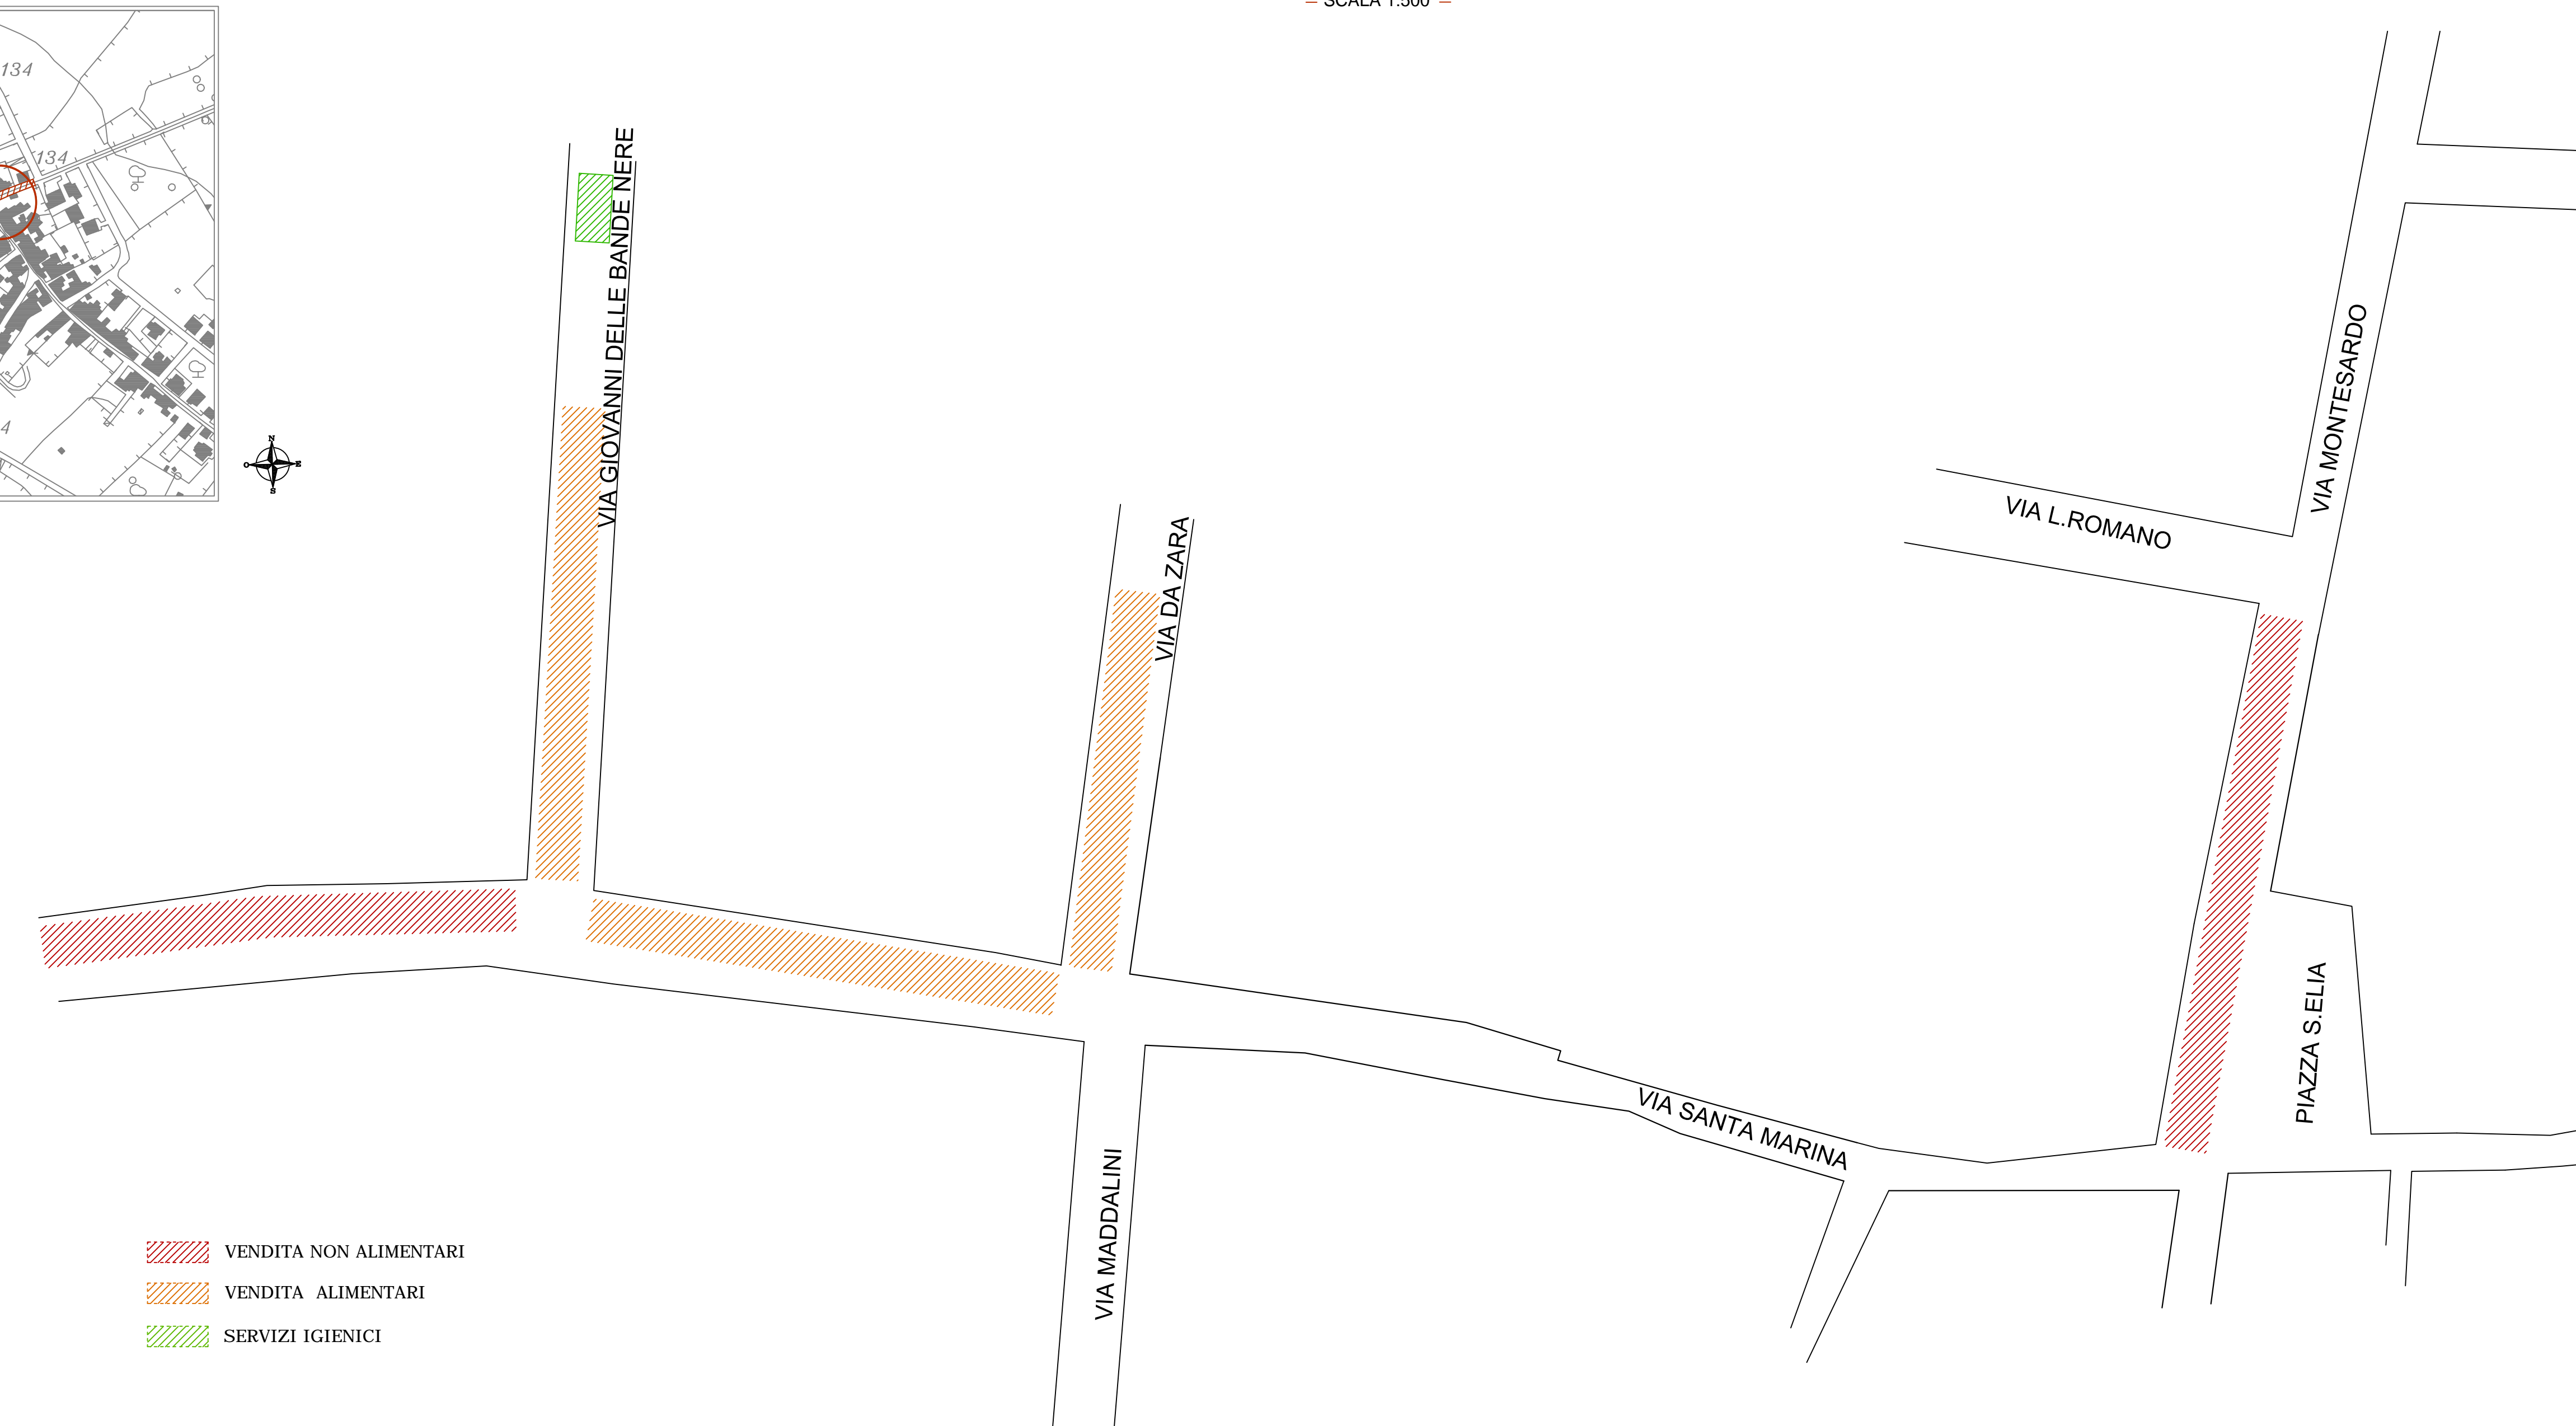 SCALA 1:500
134
134
4
N
O
E
S
VIA GIOVANNI DELLE BANDE NERE
VIA DA ZARA
VIA L.ROMANO
VIA MONTESARDO
PIAZZA S.ELIA
VIA SANTA MARINA
VIA MADDALINI
VENDITA NON ALIMENTARI
VENDITA ALIMENTARI
SERVIZI IGIENICI